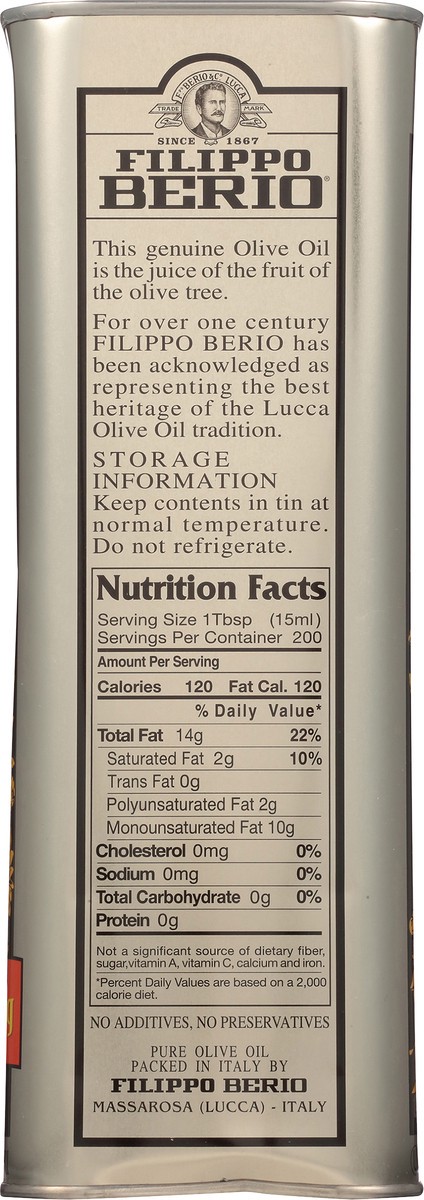 F.LLI BERIO & C.° LUCCA
TRADE MARK
SINCE 1867
FILIPPO
BERIO®
This genuine Olive Oil
is the juice of the fruit of
the olive tree.
For over one century
FILIPPO BERIO has
been acknowledged as
representing the best
heritage of the Lucca
Olive Oil tradition.
STORAGE
INFORMATION
Keep contents in tin at
normal temperature.
Do not refrigerate.
Nutrition Facts
Serving Size 1Tbsp (15ml)
Servings Per Container 200
Amount Per Serving
Calories 120 Fat Cal. 120
% Daily Value*
Total Fat 14g 22%
Saturated Fat 2g 10%
Trans Fat 0g
Polyunsaturated Fat 2g
Monounsaturated Fat 10g
Cholesterol 0mg 0%
Sodium 0mg 0%
Total Carbohydrate 0g 0%
Protein 0g
Not a significant source of dietary fiber,
sugar,vitamin A, vitamin C, calcium and iron.
*Percent Daily Values are based on a 2,000
calorie diet.
NO ADDITIVES, NO PRESERVATIVES
PURE OLIVE OIL
PACKED IN ITALY BY
FILIPPO BERIO
MASSAROSA (LUCCA) - ITALY